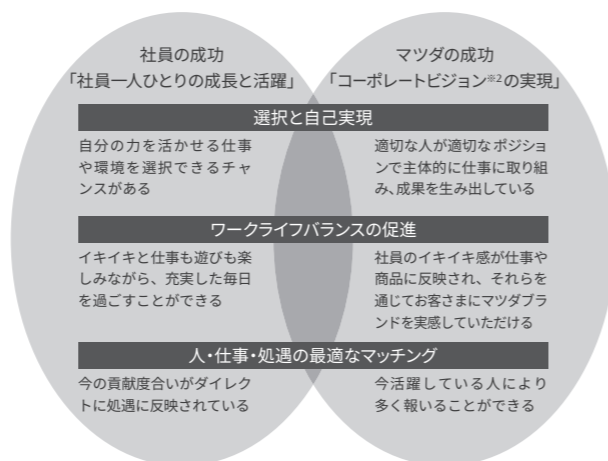 社員の成功
「社員一人ひとりの成長と活躍」
マツダの成功
「コーポレートビジョン※2の実現」
選択と自己実現
自分の力を活かせる仕事
や環境を選択できるチャ
ンスがある
適切な人が適切なポジショ
ンで主体的に仕事に取り組
み、成果を生み出している
ワークライフバランスの促進
イキイキと仕事も遊びも楽
しみながら、充実した毎日
を過ごすことができる
社員のイキイキ感が仕事や
商品に反映され、それらを
通じてお客さまにマツダブラ
ンドを実感していただける
人・仕事・処遇の最適なマッチング
今の貢献度合いがダイレク
トに処遇に反映されている
今活躍している人により
多く報いることができる